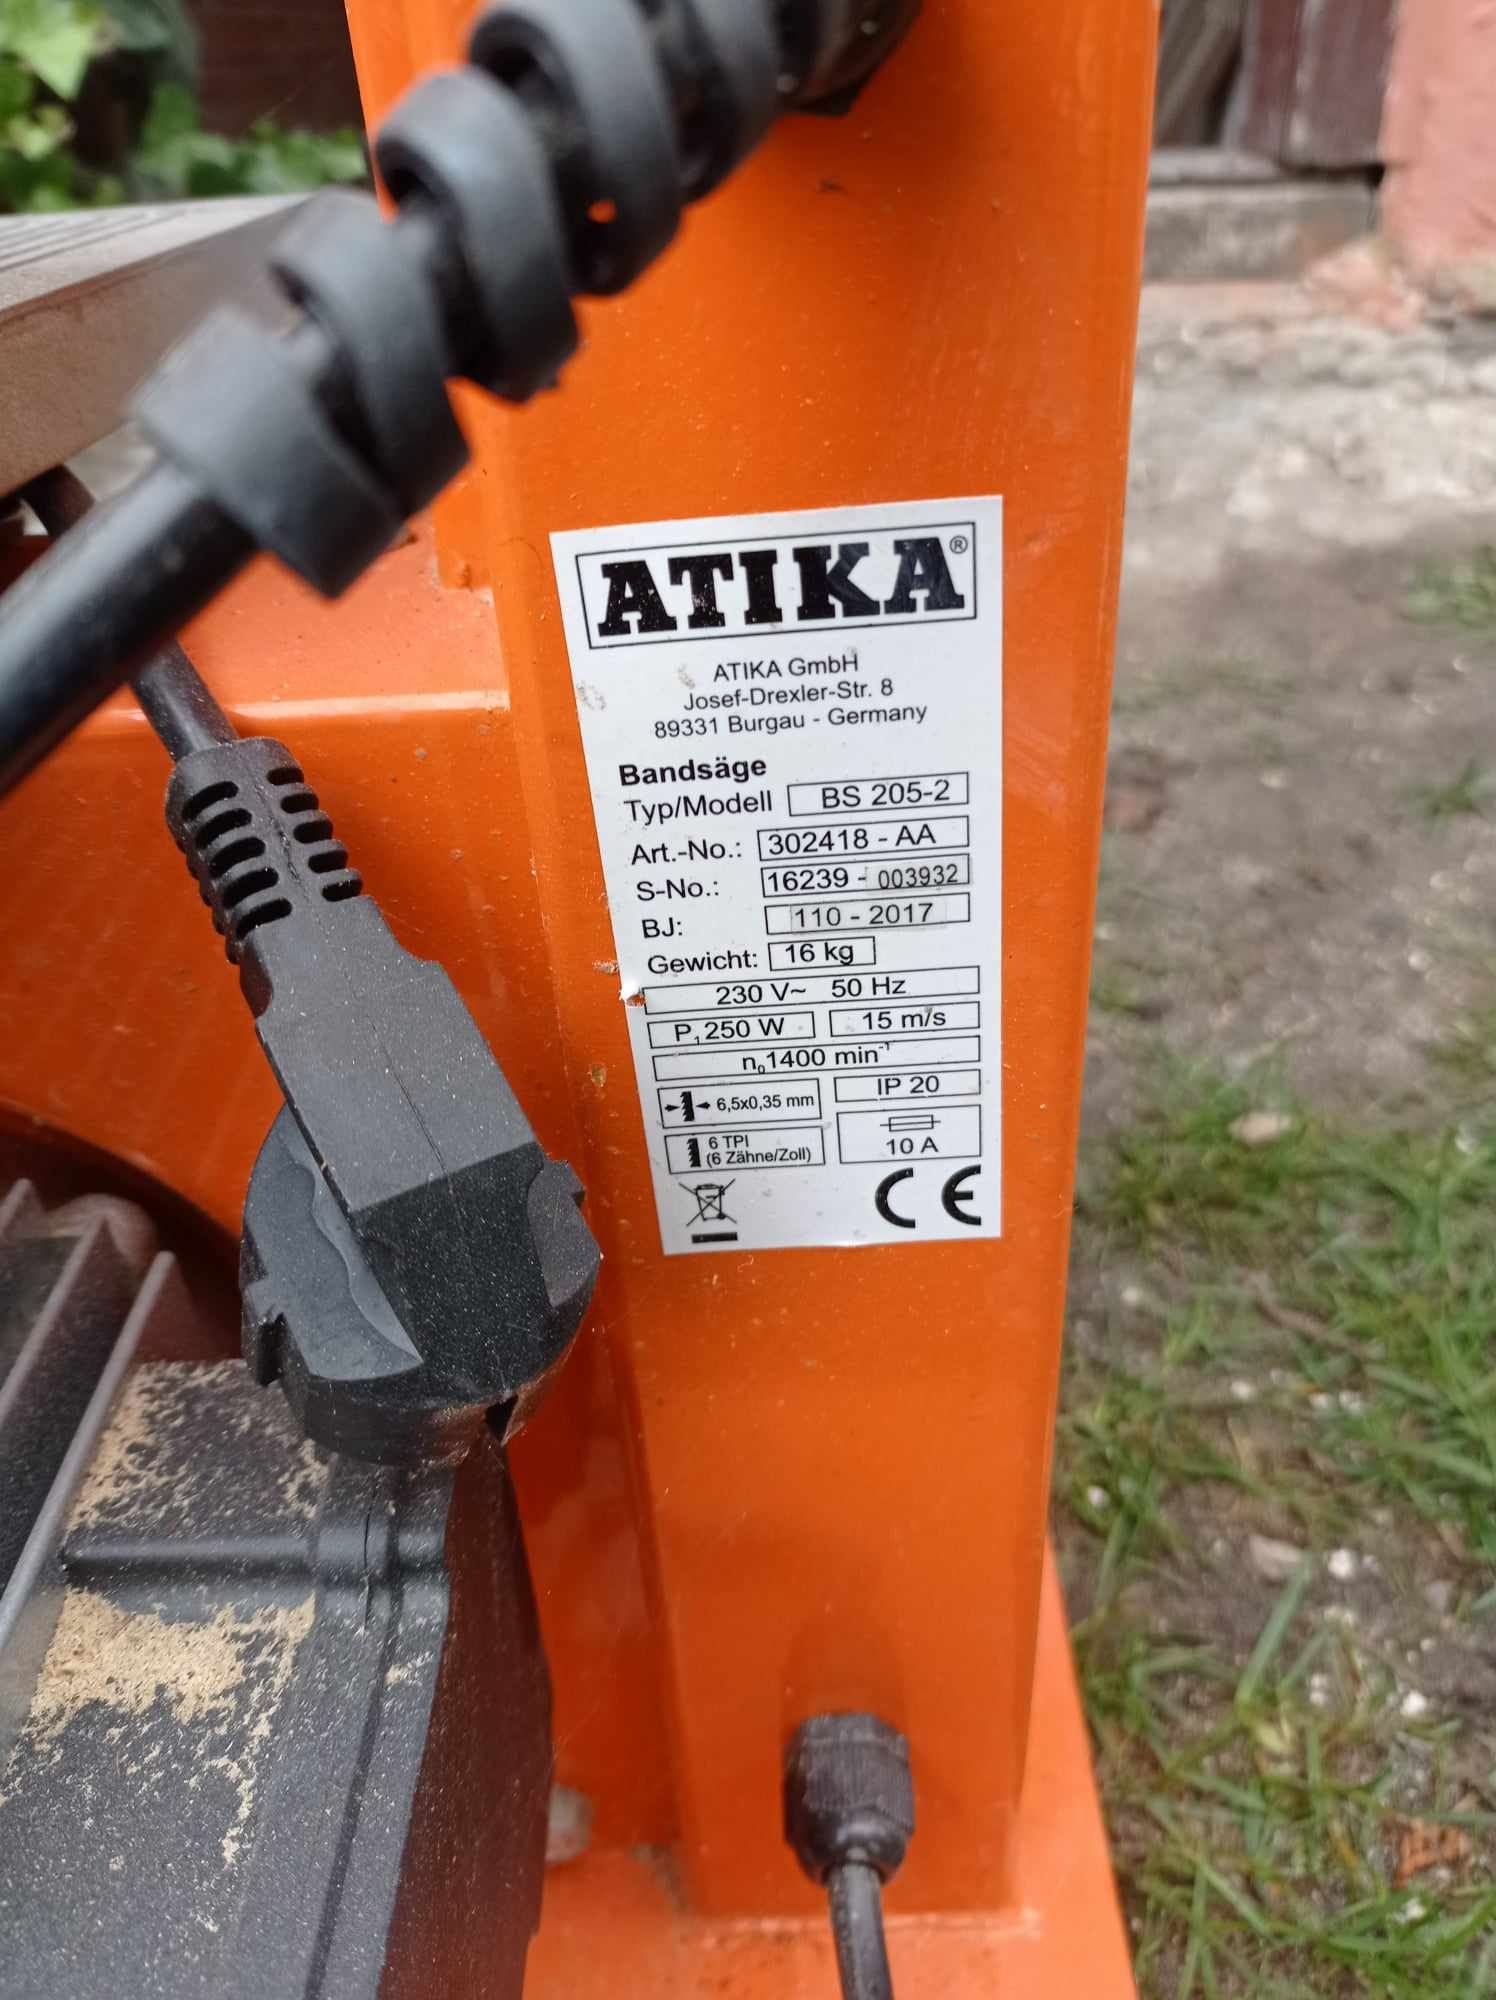 ATIKA®
ATIKA GmbH
Josef-Drexler-Str. 8
89331 Burgau - Germany
Bandsäge
Typ/Modell BS 205-2
Art.-No.: 302418 - AA
S-No.: 16239 - 003932
BJ: 110 - 2017
Gewicht: 16 kg
230 V~ 50 Hz
P₁ 250 W 15 m/s
n₀ 1400 min⁻¹
6,5x0,35 mm IP 20
6 TPI
(6 Zähne/Zoll) 10 A
CE